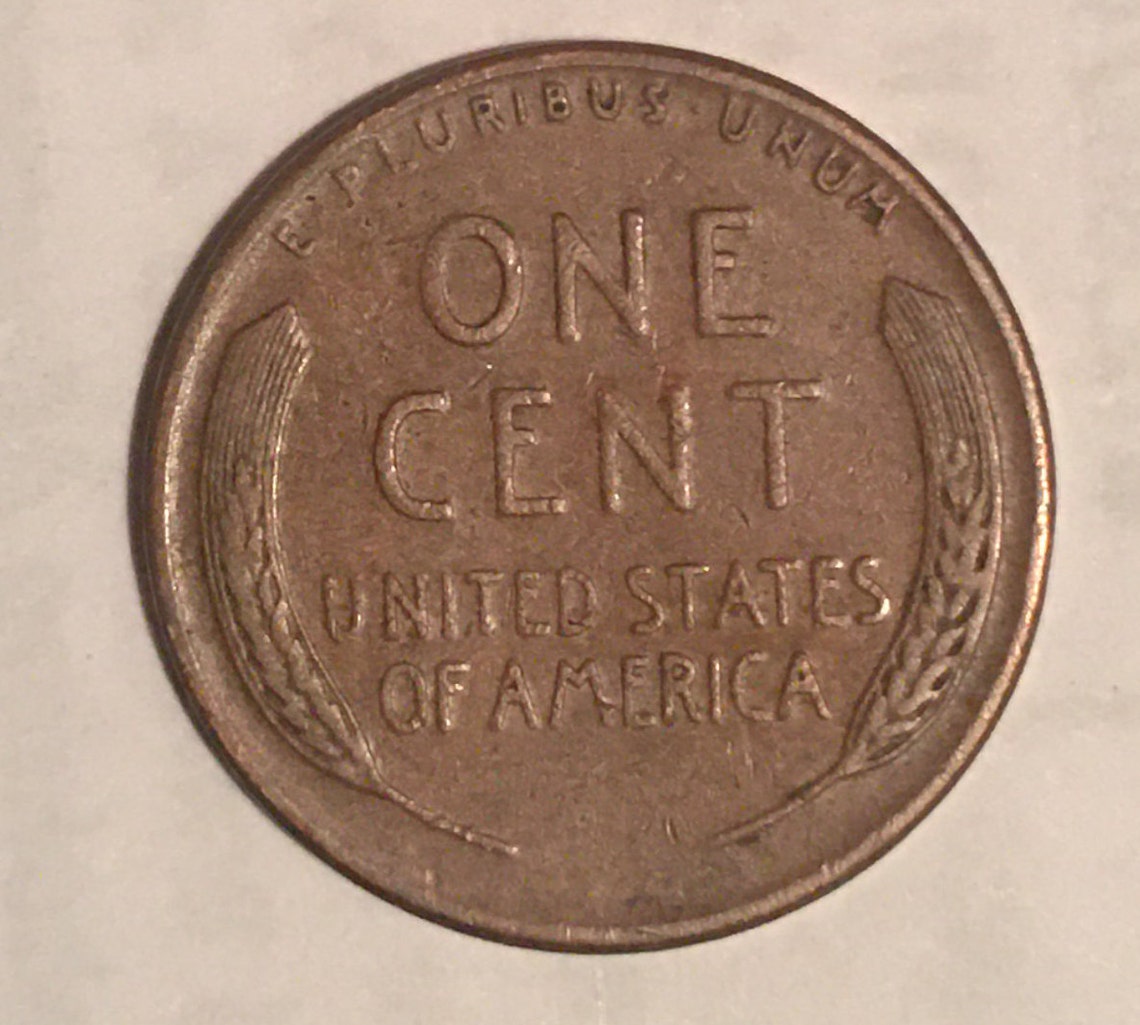 E·PLURIBUS·UNUM
ONE
CENT
UNITED STATES
OF AMERICA